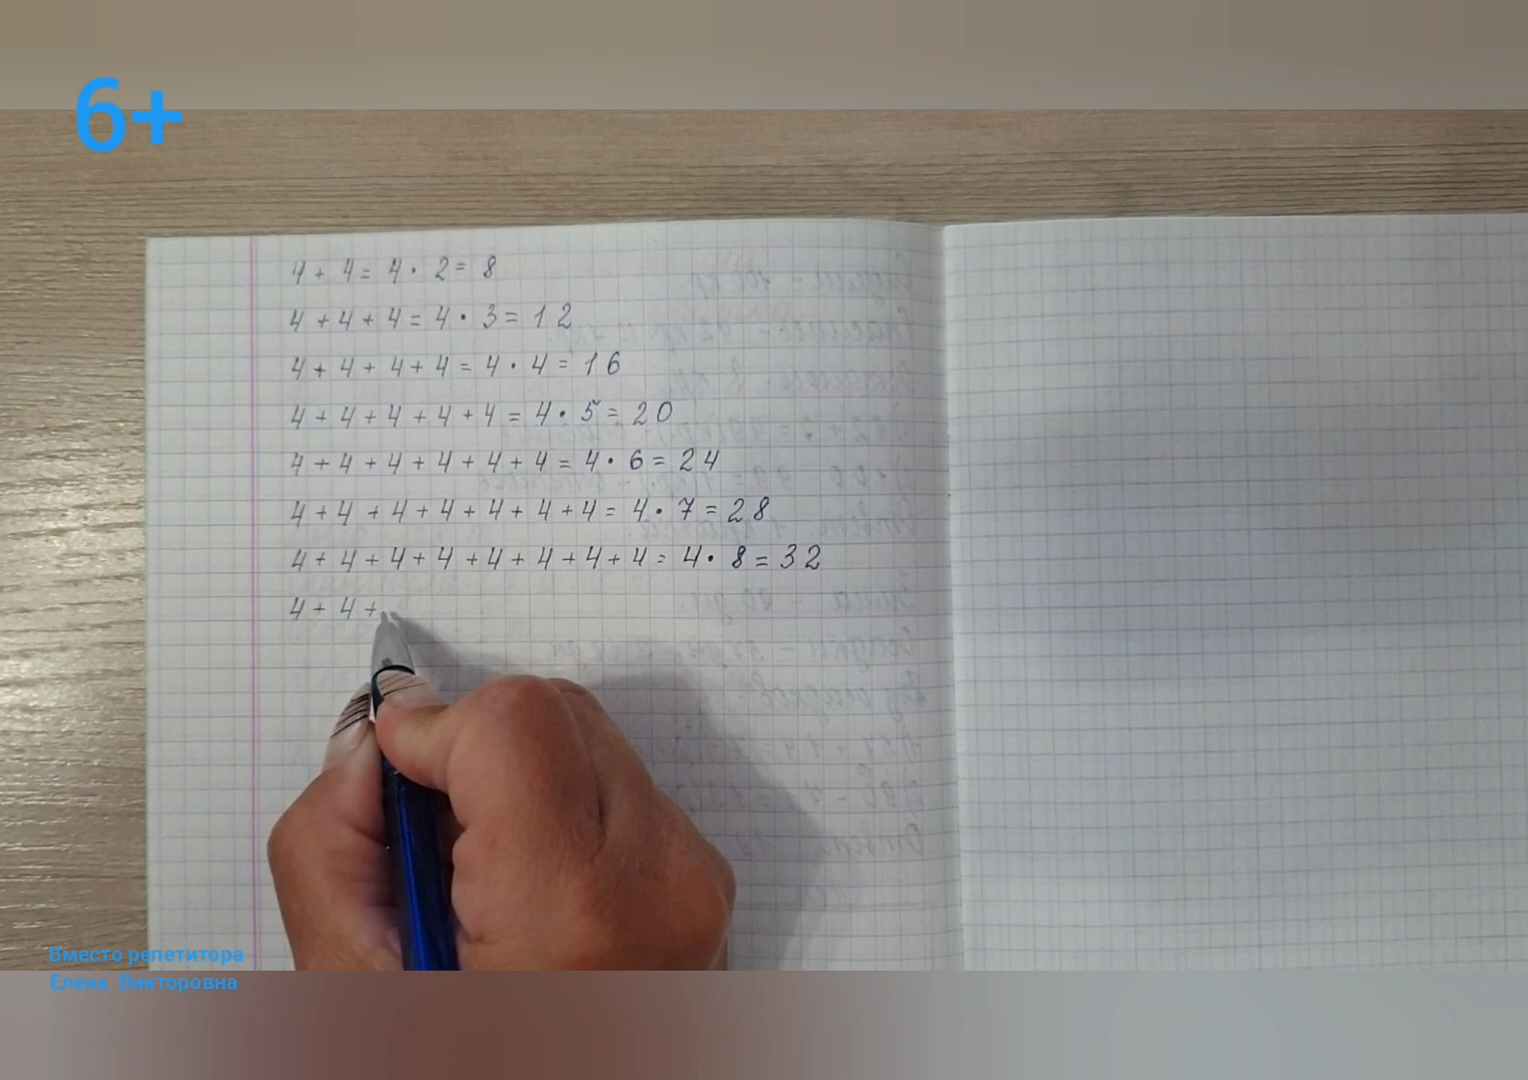 6+
4 + 4 = 4 · 2 = 8
4 + 4 + 4 = 4 · 3 = 12
4 + 4 + 4 + 4 = 4 · 4 = 16
4 + 4 + 4 + 4 + 4 = 4 · 5 = 20
4 + 4 + 4 + 4 + 4 + 4 = 4 · 6 = 24
4 + 4 + 4 + 4 + 4 + 4 + 4 = 4 · 7 = 28
4 + 4 + 4 + 4 + 4 + 4 + 4 + 4 = 4 · 8 = 32
4 + 4 +
Вместо репетитора
Елена Викторовна